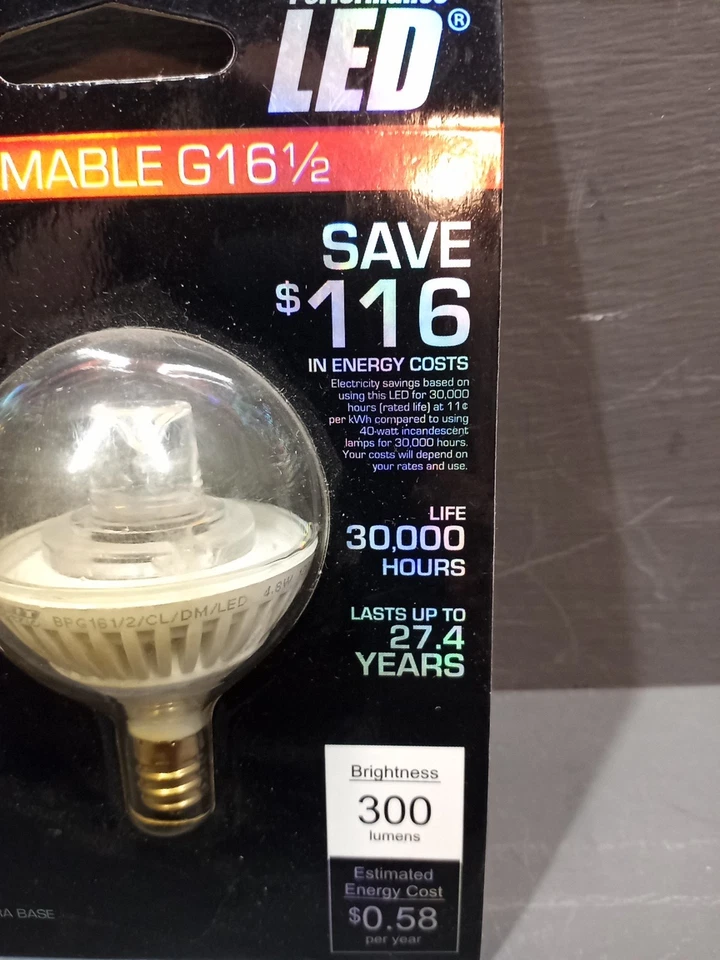 LED®
MABLE G16½
SAVE
$116
IN ENERGY COSTS
Electricity savings based on
using this LED for 30,000
hours (rated life) at 11¢
per kWh compared to using
40-watt incandescent
lamps for 30,000 hours.
Your costs will depend on
your rates and use.
LIFE
30,000
HOURS
LASTS UP TO
27.4
YEARS
BPG161/2/CL/DM/LED 4.8W
Brightness
300
lumens
Estimated
Energy Cost
$0.58
per year
A BASE